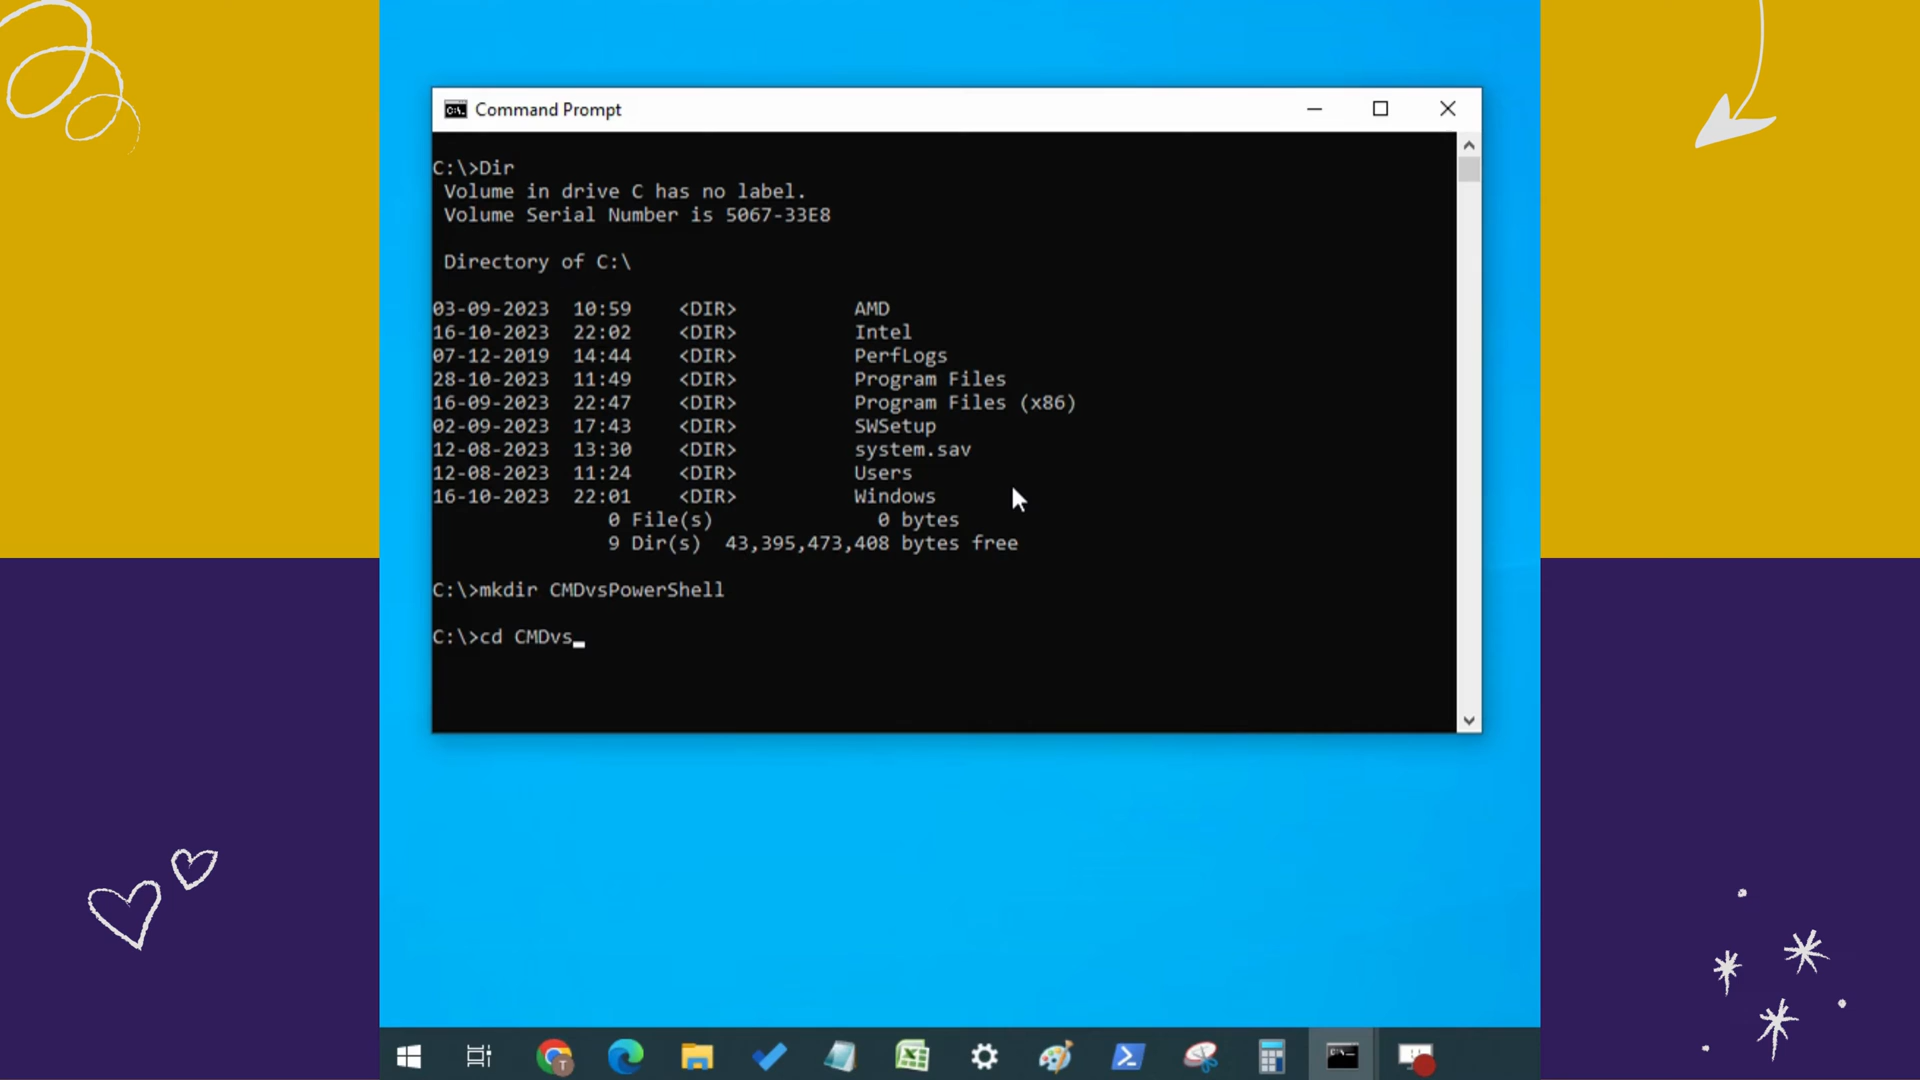 Command Prompt
C:\>Dir
Volume in drive C has no label.
Volume Serial Number is 5067-33E8
Directory of C:\
03-09-2023 10:59 <DIR> AMD
16-10-2023 22:02 <DIR> Intel
07-12-2019 14:44 <DIR> PerfLogs
28-10-2023 11:49 <DIR> Program Files
16-09-2023 22:47 <DIR> Program Files (x86)
02-09-2023 17:43 <DIR> SWSetup
12-08-2023 13:30 <DIR> system.sav
12-08-2023 11:24 <DIR> Users
16-10-2023 22:01 <DIR> Windows
0 File(s) 0 bytes
9 Dir(s) 43,395,473,408 bytes free
C:\>mkdir CMDvsPowerShell
C:\>cd CMDvs_